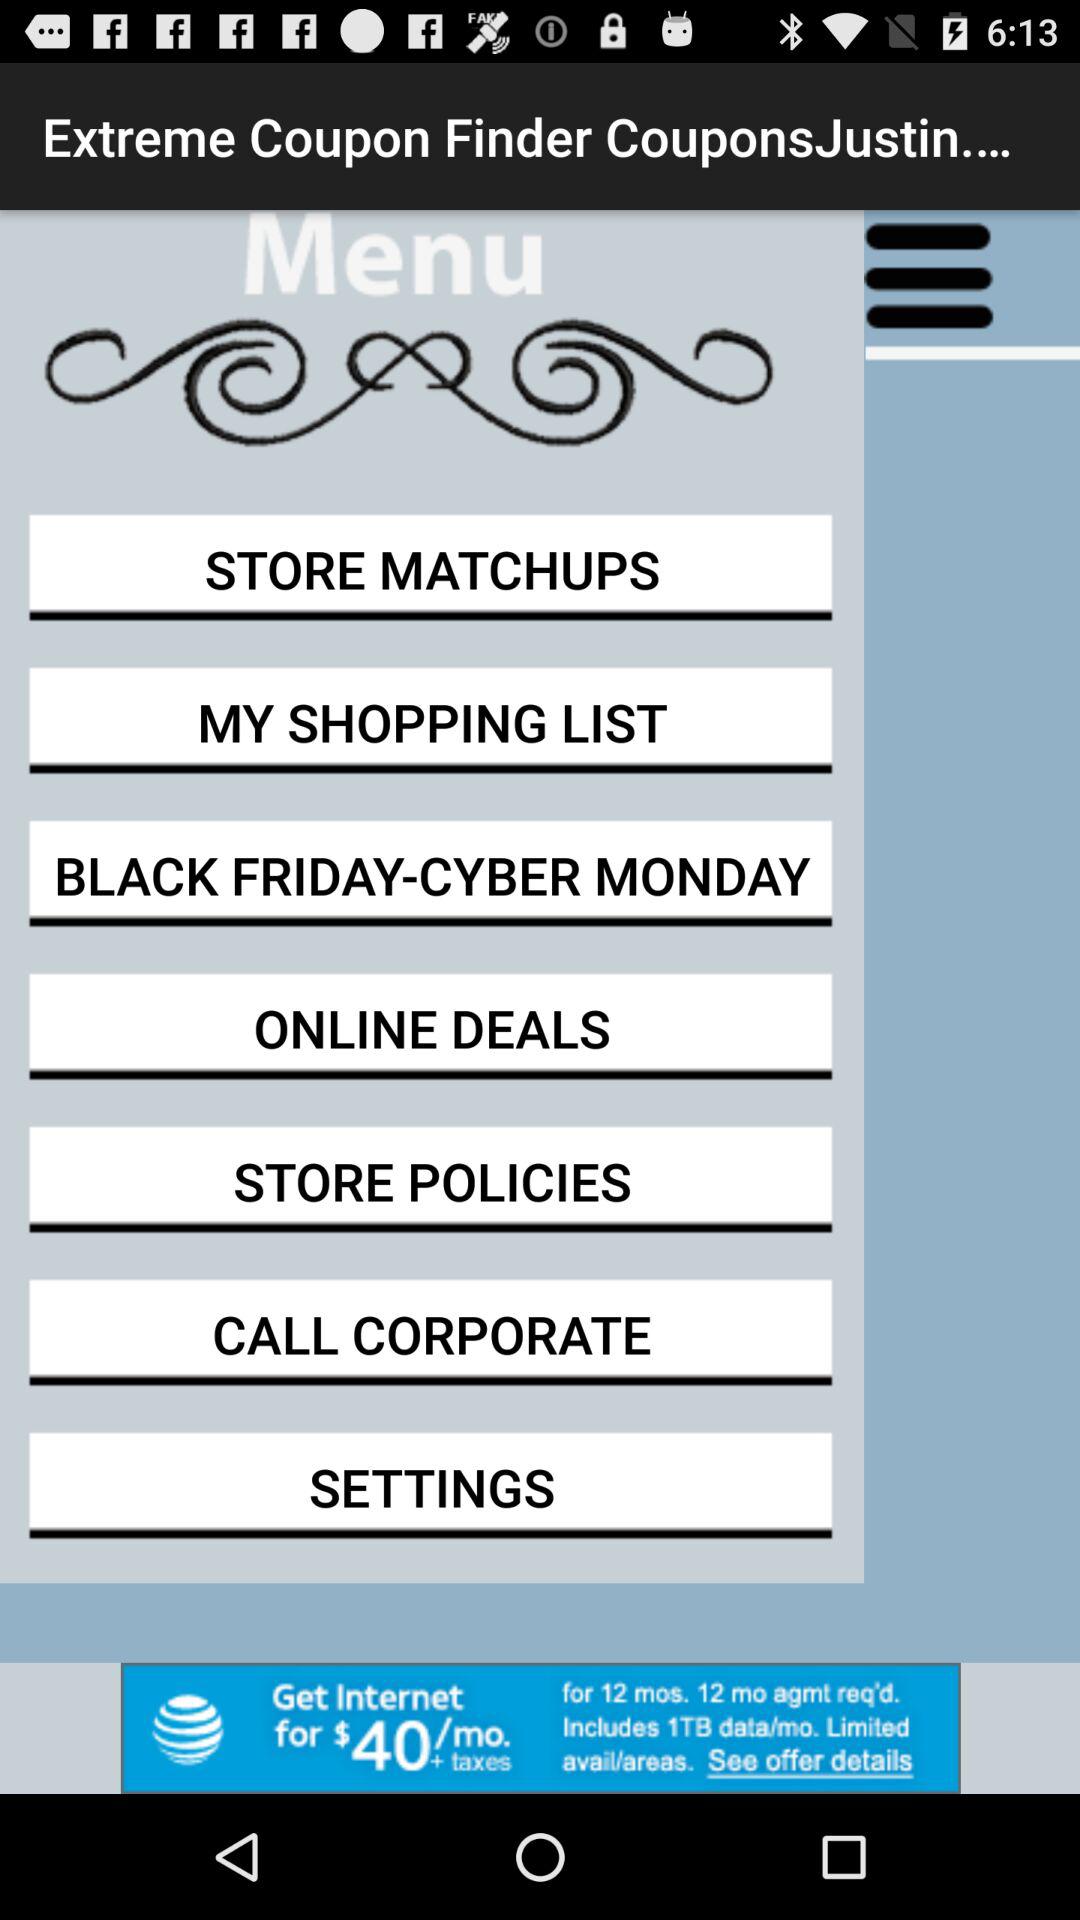 FAKE
6:13
Extreme Coupon Finder CouponsJustin....
Menu
STORE MATCHUPS
MY SHOPPING LIST
BLACK FRIDAY-CYBER MONDAY
ONLINE DEALS
STORE POLICIES
CALL CORPORATE
SETTINGS
Get Internet
for $40/mo.
+ taxes
for 12 mos. 12 mo agmt req'd.
Includes 1TB data/mo. Limited
avail/areas. See offer details